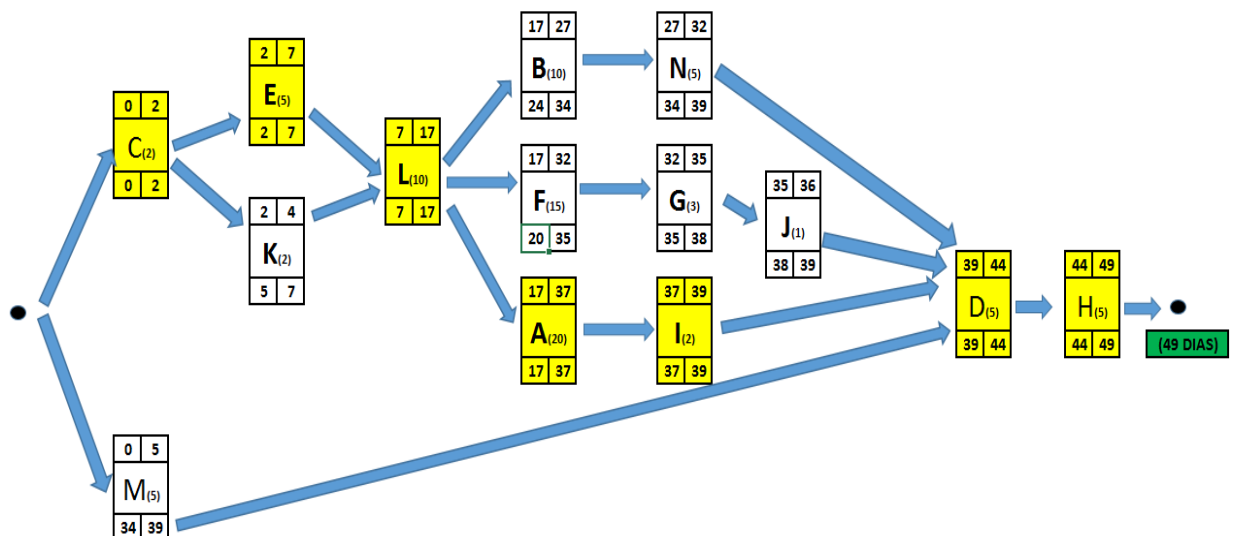 0 2
C(2)
0 2
2 7
E(5)
2 7
2 4
K(2)
5 7
7 17
L(10)
7 17
17 27
B(10)
24 34
27 32
N(5)
34 39
17 32
F(15)
20 35
32 35
G(3)
35 38
35 36
J(1)
38 39
17 37
A(20)
17 37
37 39
I(2)
37 39
39 44
D(5)
39 44
44 49
H(5)
44 49
(49 DIAS)
0 5
M(5)
34 39